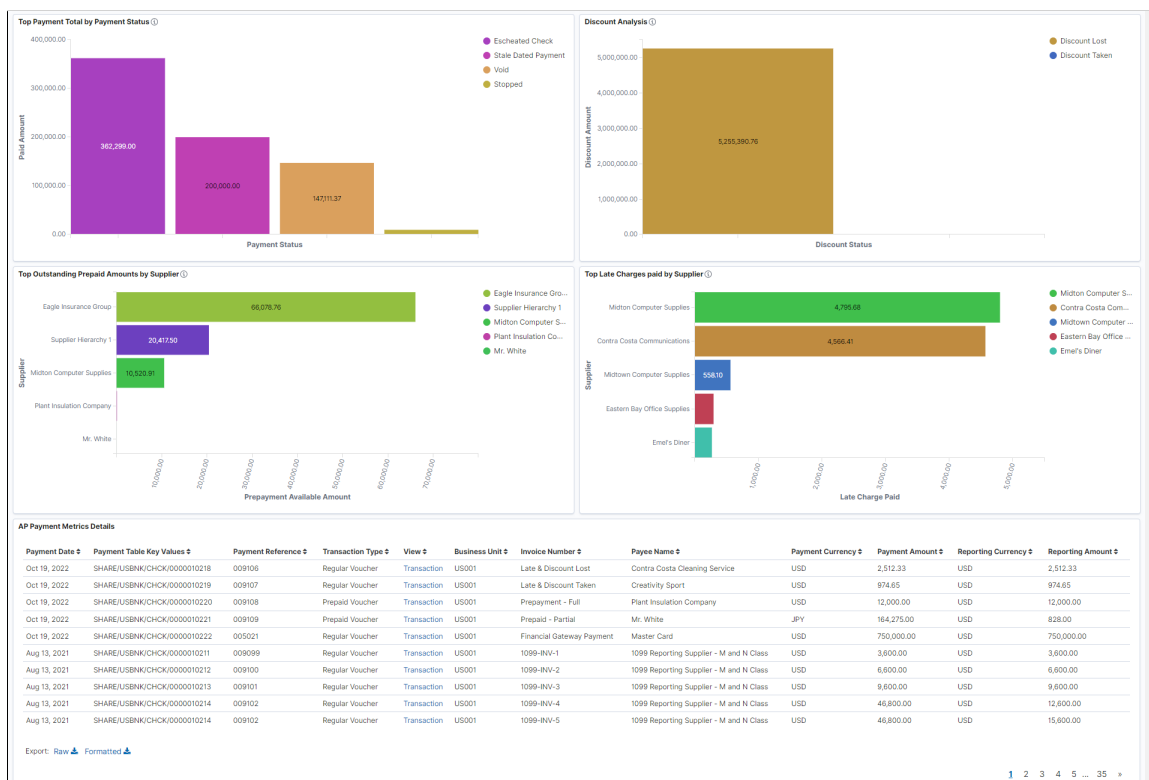 Top Payment Total by Payment Status
400,000.00
300,000.00
200,000.00
100,000.00
0.00
Paid Amount
362,299.00
200,000.00
147,111.37
Payment Status
Escheated Check
Stale Dated Payment
Void
Stopped
Discount Analysis
5,000,000.00
4,000,000.00
3,000,000.00
2,000,000.00
1,000,000.00
0.00
Discount Amount
5,255,390.76
Discount Status
Discount Lost
Discount Taken
Top Outstanding Prepaid Amounts by Supplier
Supplier
Eagle Insurance Group
Supplier Hierarchy 1
Midton Computer Supplies
Plant Insulation Company
Mr. White
66,078.76
20,417.50
10,520.91
10,000.00
20,000.00
30,000.00
40,000.00
50,000.00
60,000.00
70,000.00
Prepayment Available Amount
Eagle Insurance Gro...
Supplier Hierarchy 1
Midton Computer S...
Plant Insulation Co...
Mr. White
Top Late Charges paid by Supplier
Supplier
Midton Computer Supplies
Contra Costa Communications
Midtown Computer Supplies
Eastern Bay Office Supplies
Emel's Diner
4,795.68
4,566.41
558.10
1,000.00
2,000.00
3,000.00
4,000.00
5,000.00
Late Charge Paid
Midton Computer S...
Contra Costa Com...
Midtown Computer ...
Eastern Bay Office ...
Emel's Diner
AP Payment Metrics Details
Payment Date Payment Table Key Values Payment Reference Transaction Type View Business Unit Invoice Number Payee Name Payment Currency Payment Amount Reporting Currency Reporting Amount
Oct 19, 2022 SHARE/USBNK/CHCK/0000010218 009106 Regular Voucher Transaction US001 Late & Discount Lost Contra Costa Cleaning Service USD 2,512.33 USD 2,512.33
Oct 19, 2022 SHARE/USBNK/CHCK/0000010219 009107 Regular Voucher Transaction US001 Late & Discount Taken Creativity Sport USD 974.65 USD 974.65
Oct 19, 2022 SHARE/USBNK/CHCK/0000010220 009108 Prepaid Voucher Transaction US001 Prepayment - Full Plant Insulation Company USD 12,000.00 USD 12,000.00
Oct 19, 2022 SHARE/USBNK/CHCK/0000010221 009109 Prepaid Voucher Transaction US001 Prepaid - Partial Mr. White JPY 164,275.00 USD 828.00
Oct 19, 2022 SHARE/USBNK/CHCK/0000010222 005021 Regular Voucher Transaction US001 Financial Gateway Payment Master Card USD 750,000.00 USD 750,000.00
Aug 13, 2021 SHARE/USBNK/CHCK/0000010211 009099 Regular Voucher Transaction US001 1099-INV-1 1099 Reporting Supplier - M and N Class USD 3,600.00 USD 3,600.00
Aug 13, 2021 SHARE/USBNK/CHCK/0000010212 009100 Regular Voucher Transaction US001 1099-INV-2 1099 Reporting Supplier - M and N Class USD 6,600.00 USD 6,600.00
Aug 13, 2021 SHARE/USBNK/CHCK/0000010213 009101 Regular Voucher Transaction US001 1099-INV-3 1099 Reporting Supplier - M and N Class USD 9,600.00 USD 9,600.00
Aug 13, 2021 SHARE/USBNK/CHCK/0000010214 009102 Regular Voucher Transaction US001 1099-INV-4 1099 Reporting Supplier - M and N Class USD 46,800.00 USD 12,600.00
Aug 13, 2021 SHARE/USBNK/CHCK/0000010214 009102 Regular Voucher Transaction US001 1099-INV-5 1099 Reporting Supplier - M and N Class USD 46,800.00 USD 15,600.00
Export: Raw Formatted
1 2 3 4 5 ... 35 »